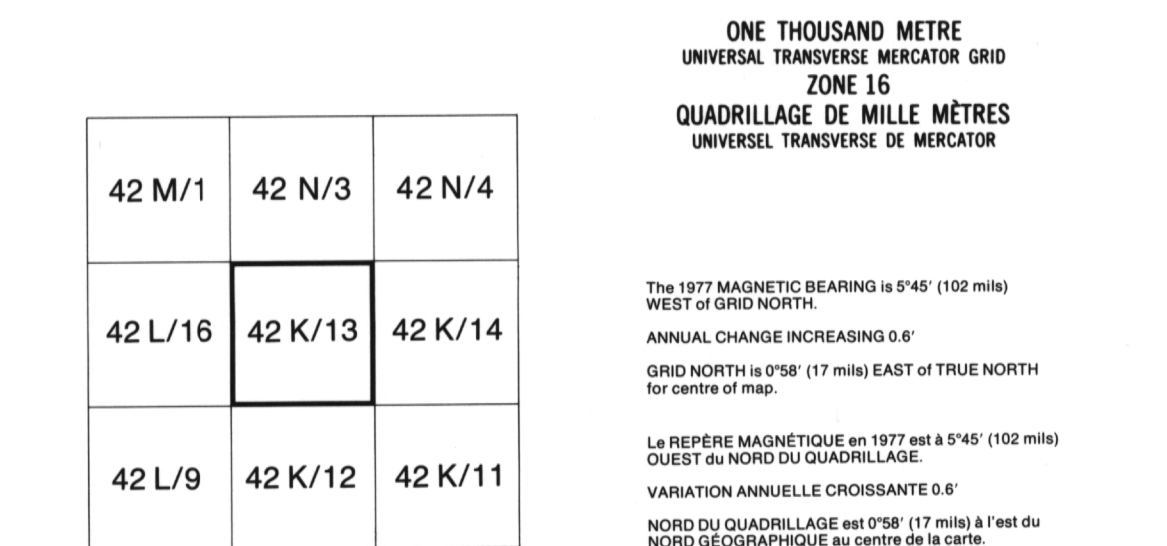 ONE THOUSAND METRE
UNIVERSAL TRANSVERSE MERCATOR GRID
ZONE 16
QUADRILLAGE DE MILLE MÈTRES
UNIVERSEL TRANSVERSE DE MERCATOR
42 M/1
42 N/3
42 N/4
42 L/16
42 K/13
42 K/14
42 L/9
42 K/12
42 K/11
The 1977 MAGNETIC BEARING is 5°45′ (102 mils)
WEST of GRID NORTH.
ANNUAL CHANGE INCREASING 0.6′
GRID NORTH is 0°58′ (17 mils) EAST of TRUE NORTH
for centre of map.
Le REPÈRE MAGNÉTIQUE en 1977 est à 5°45′ (102 mils)
OUEST du NORD DU QUADRILLAGE.
VARIATION ANNUELLE CROISSANTE 0.6′
NORD DU QUADRILLAGE est 0°58′ (17 mils) à l'est du
NORD GÉOGRAPHIQUE au centre de la carte.